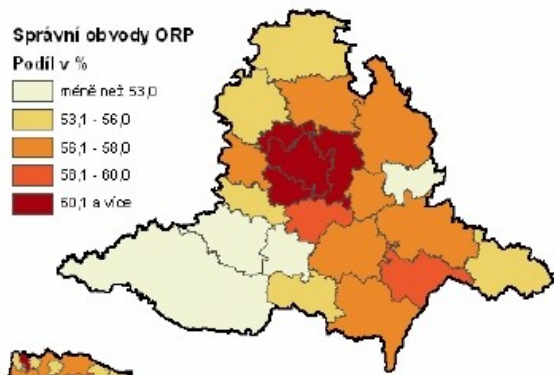 Správní obvody ORP
Podíl v %
méně než 53,0
53,1 - 56,0
56,1 - 58,0
58,1 - 60,0
60,1 a více